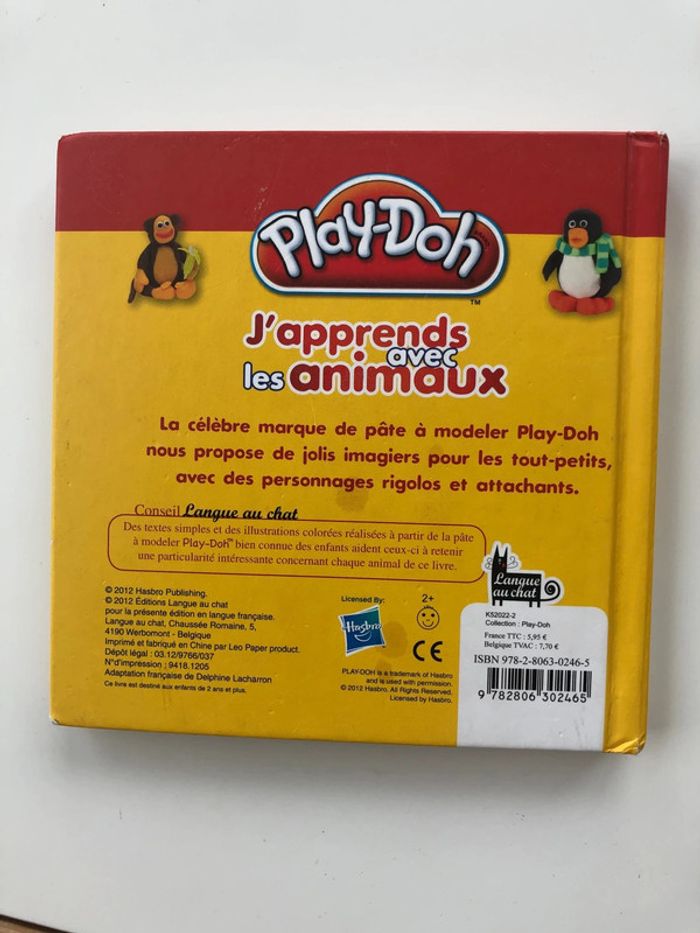 Play-Doh
TM
J'apprends
avec
les animaux
La célèbre marque de pâte à modeler Play-Doh
nous propose de jolis imagiers pour les tout-petits,
avec des personnages rigolos et attachants.
Conseil Langue au chat
Des textes simples et des illustrations colorées réalisées à partir de la pâte
à modeler Play-Doh™ bien connue des enfants aident ceux-ci à retenir
une particularité intéressante concernant chaque animal de ce livre.
© 2012 Hasbro Publishing.
© 2012 Éditions Langue au chat
pour la présente édition en langue française.
Langue au chat, Chaussée Romaine, 5,
4190 Werbomont - Belgique
Imprimé et fabriqué en Chine par Leo Paper product.
Dépôt légal : 03.12/9766/037
N°d'impression ; 9418.1205
Adaptation française de Delphine Lacharron
Ce livre est destiné aux enfants de 2 ans et plus.
Licensed By:
Hasbro
2+
CE
PLAY-DOH is a trademark of Hasbro
and is used with permission.
© 2012 Hasbro. All Rights Reserved.
Licensed by Hasbro.
Langue
au chat
K52022-2
Collection : Play-Doh
France TTC : 5,95 €
Belgique TVAC : 7,70 €
ISBN 978-2-8063-0246-5
9 782806 302465